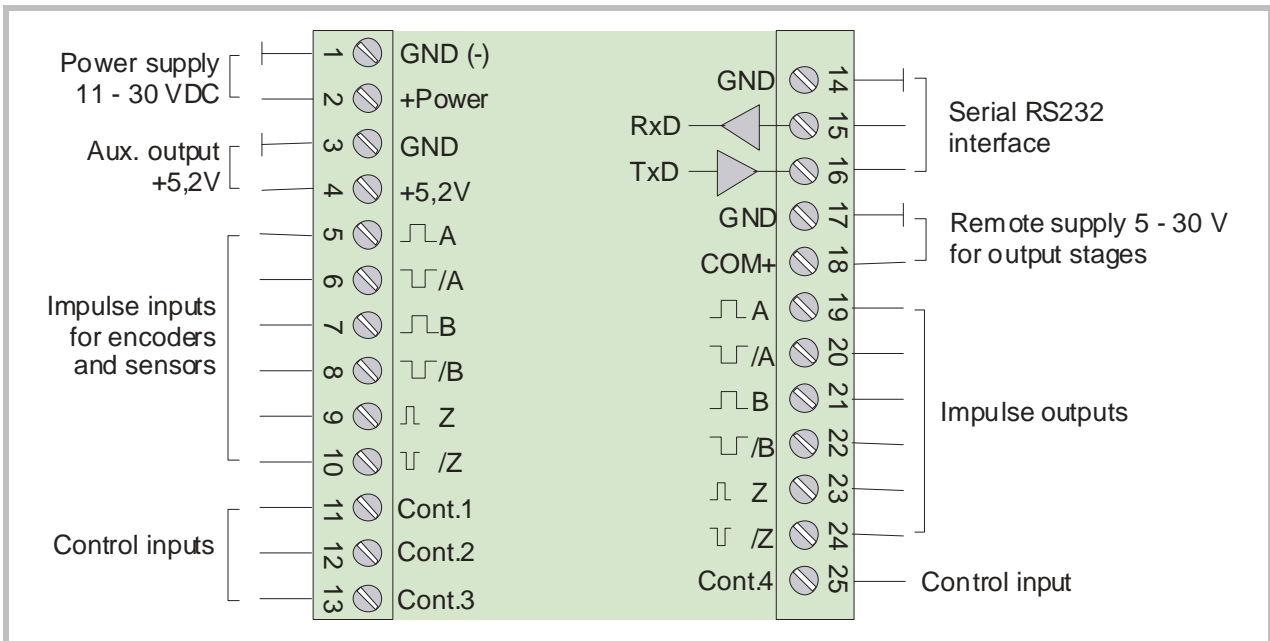 Power supply
11 - 30 VDC
Aux. output
+5,2V
Impulse inputs
for encoders
and sensors
Control inputs
1 GND (-)
2 +Power
3 GND
4 +5,2V
5 A
6 /A
7 B
8 /B
9 Z
10 /Z
11 Cont.1
12 Cont.2
13 Cont.3
GND 14
RxD 15
TxD 16
GND 17
COM+ 18
A 19
/A 20
B 21
/B 22
Z 23
/Z 24
Cont.4 25
Serial RS232
interface
Remote supply 5 - 30 V
for output stages
Impulse outputs
Control input